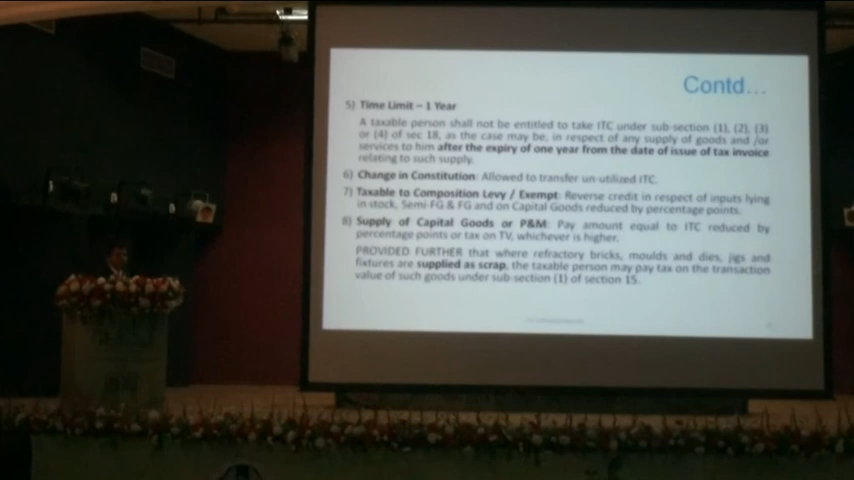 Contd...
5) Time Limit – 1 Year
A taxable person shall not be entitled to take ITC under sub-section (1), (2), (3)
or (4) of sec 18, as the case may be, in respect of any supply of goods and /or
services to him after the expiry of one year from the date of issue of tax invoice
relating to such supply.
6) Change in Constitution: Allowed to transfer un-utilized ITC.
7) Taxable to Composition Levy / Exempt: Reverse credit in respect of inputs lying
in stock, Semi-FG & FG and on Capital Goods reduced by percentage points.
8) Supply of Capital Goods or P&M: Pay amount equal to ITC reduced by
percentage points or tax on TV, whichever is higher.
PROVIDED FURTHER that where refractory bricks, moulds and dies, jigs and
fixtures are supplied as scrap, the taxable person may pay tax on the transaction
value of such goods under sub-section (1) of section 15.